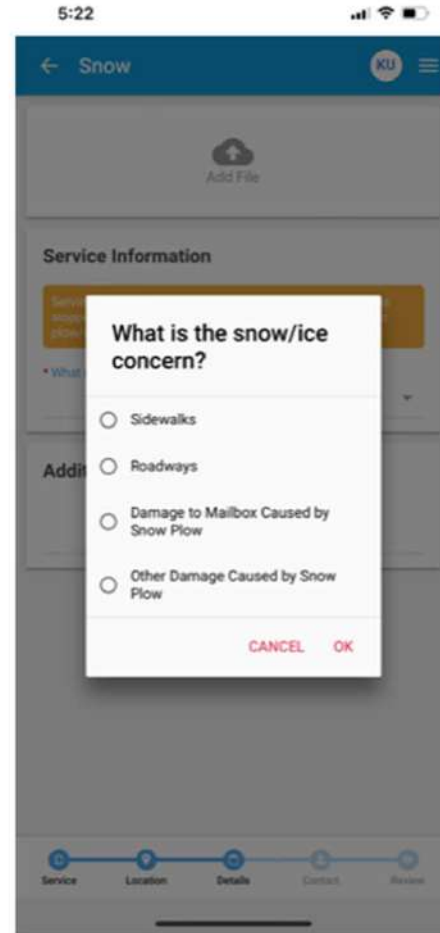 5:22
Snow
KU
Add File
Service Information
* What
What is the snow/ice
concern?
Sidewalks
Roadways
Damage to Mailbox Caused by
Snow Plow
Other Damage Caused by Snow
Plow
CANCEL OK
Service Location Details Contact Review